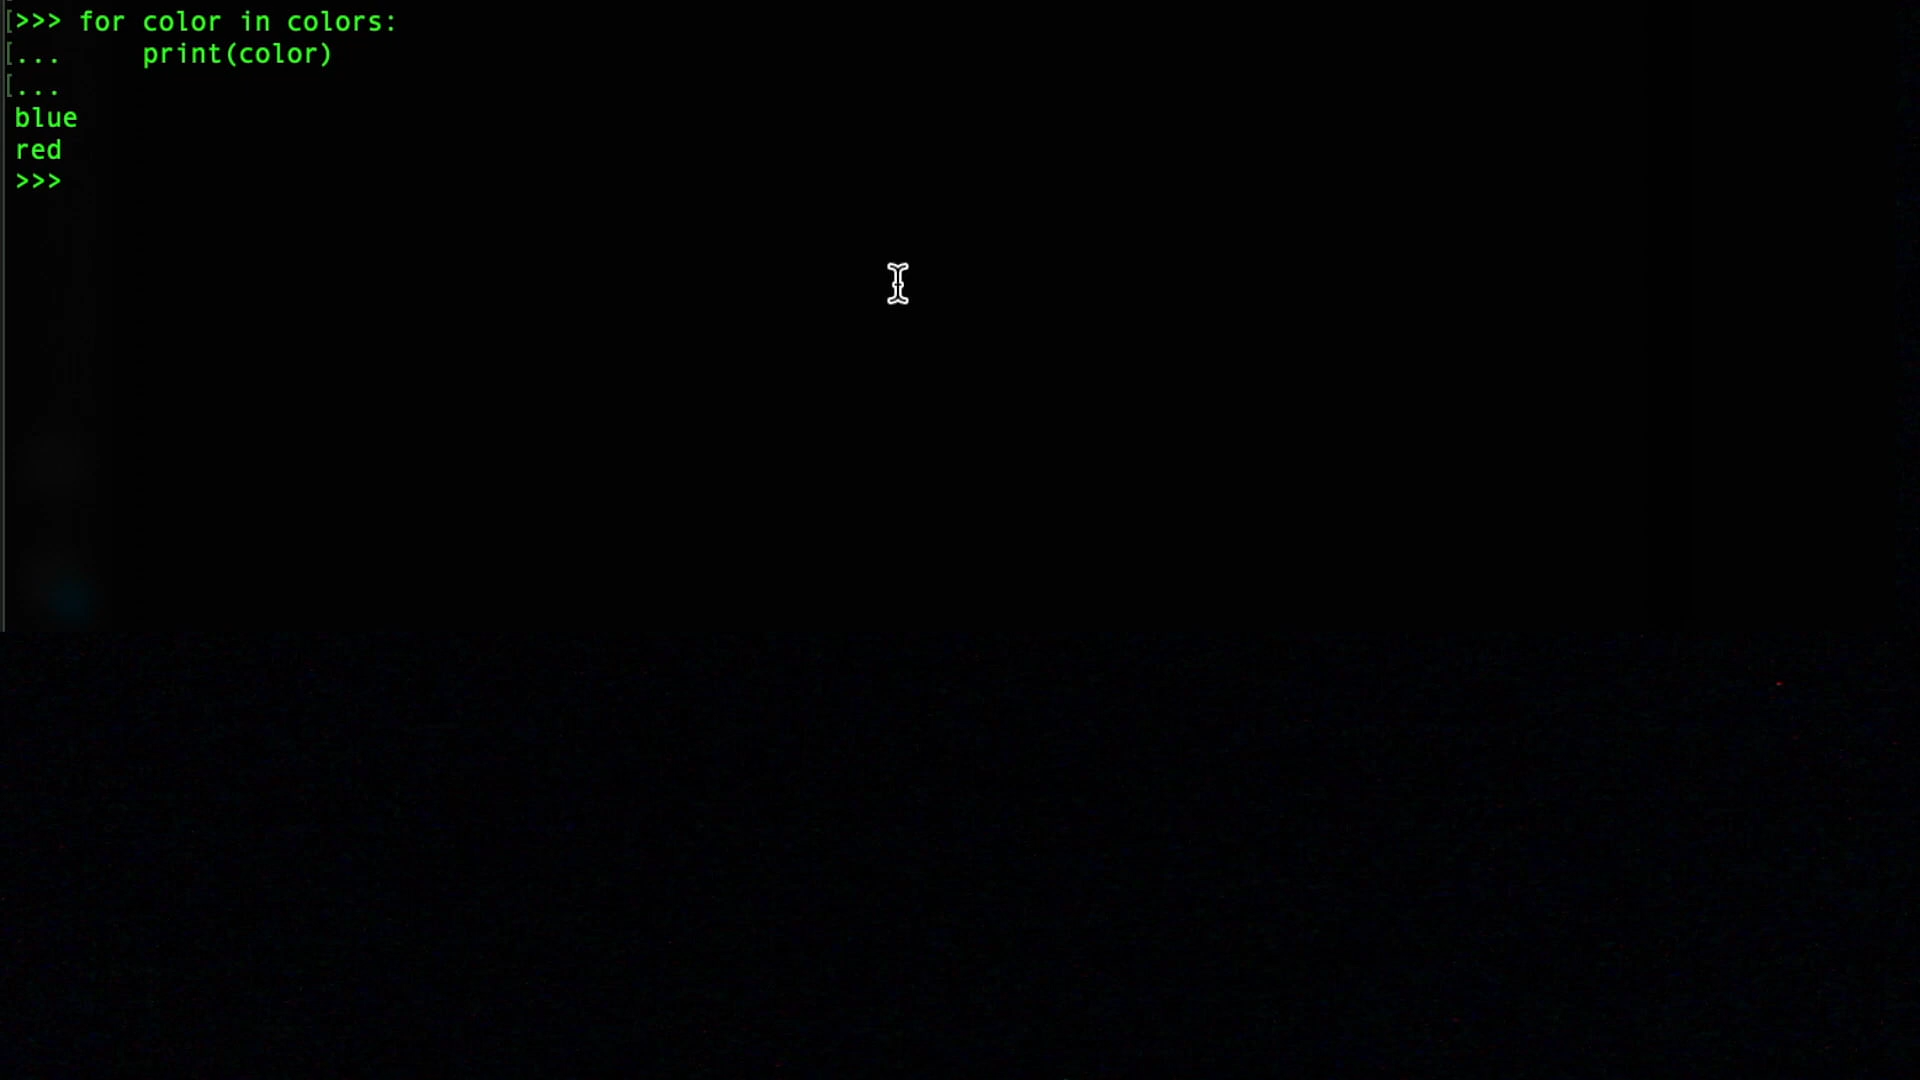 [>>> for color in colors:
[...     print(color)
[...
blue
red
>>>